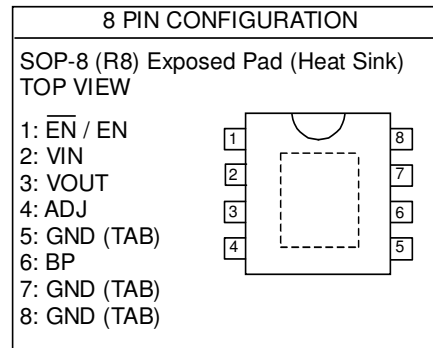 8 PIN CONFIGURATION
SOP-8 (R8) Exposed Pad (Heat Sink)
TOP VIEW
1: E̅N̅ / EN
2: VIN
3: VOUT
4: ADJ
5: GND (TAB)
6: BP
7: GND (TAB)
8: GND (TAB)
1 8
2 7
3 6
4 5